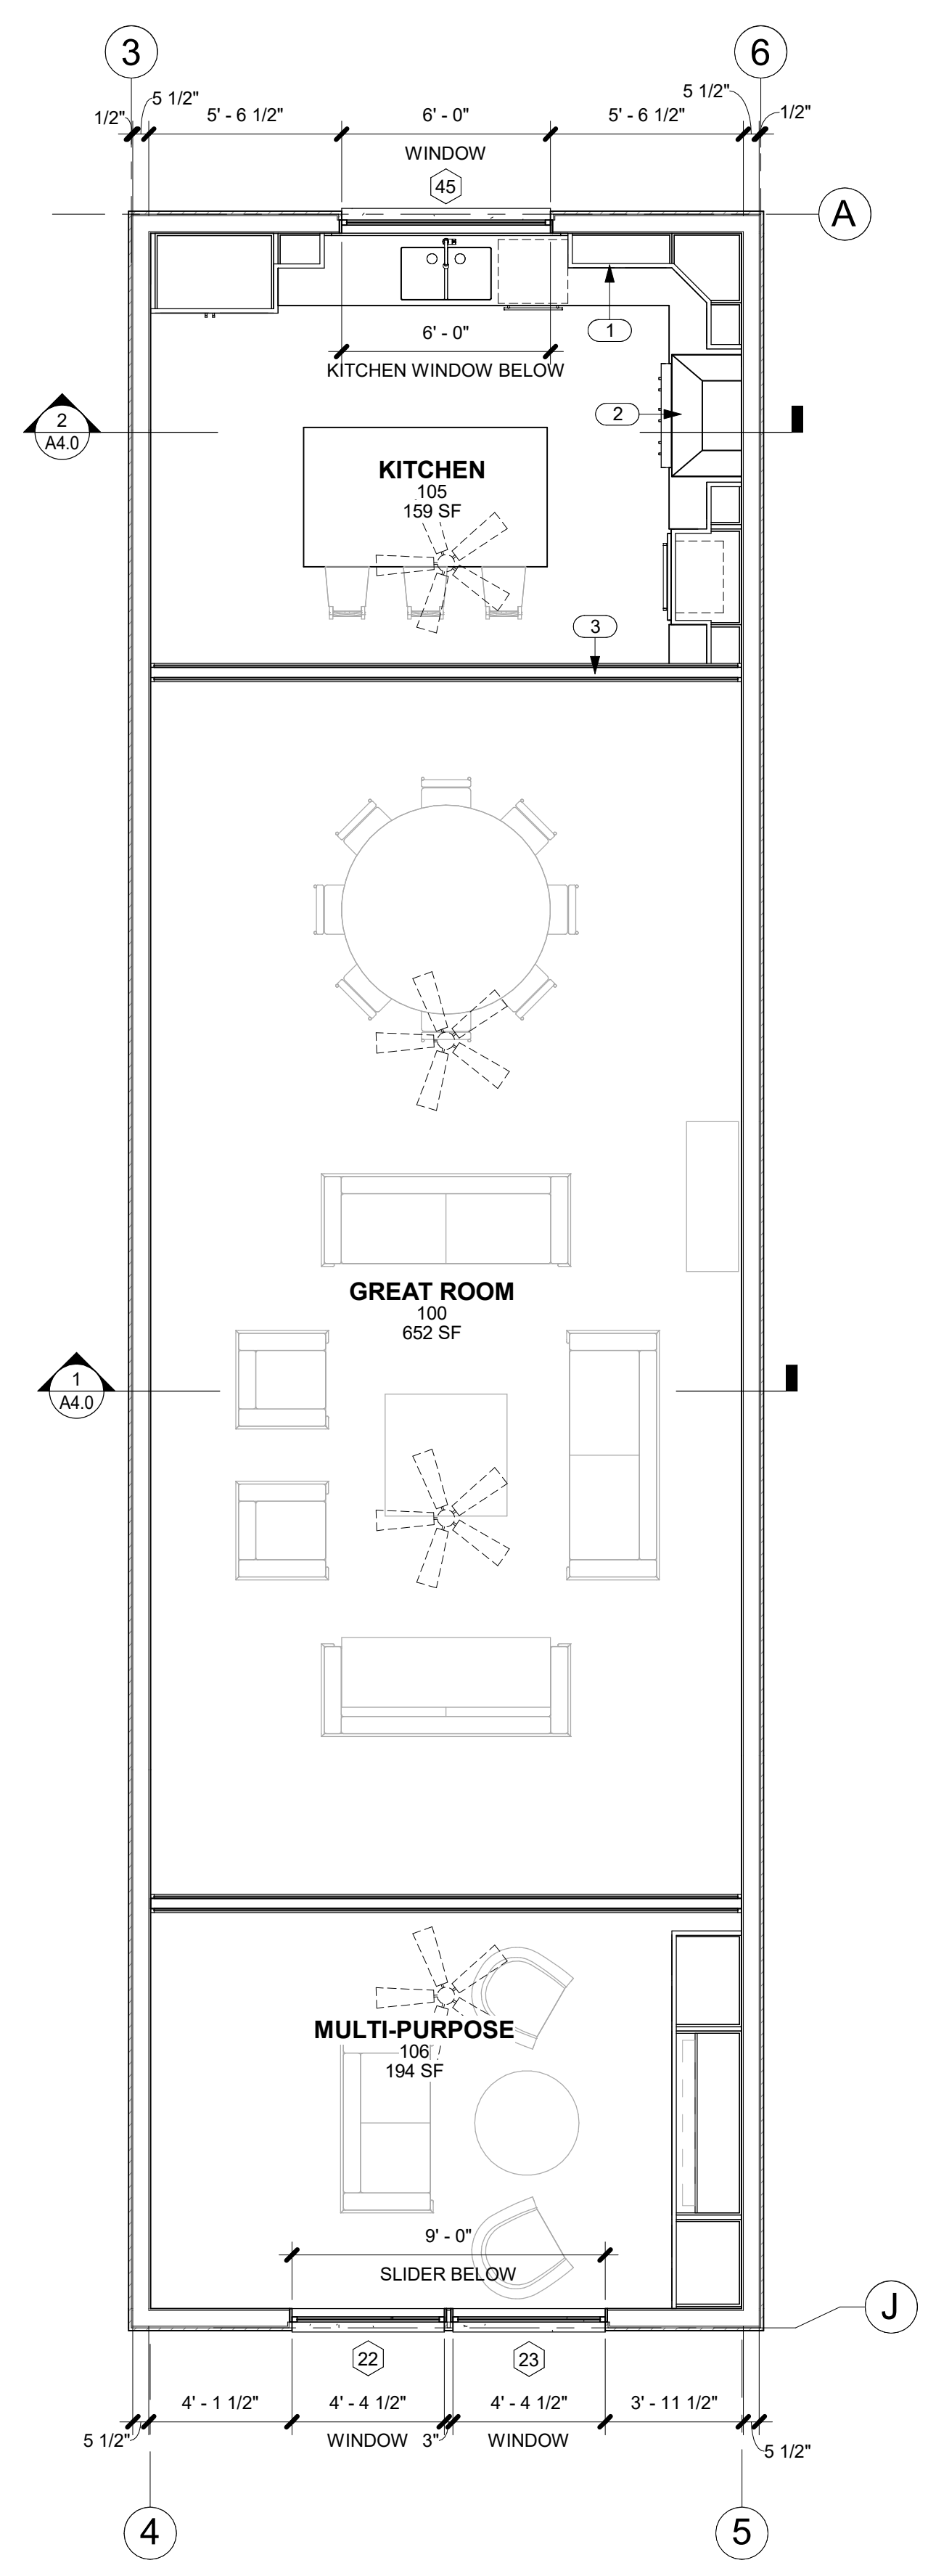 3
6
1/2"
5 1/2"
5' - 6 1/2"
6' - 0"
5' - 6 1/2"
5 1/2"
1/2"
WINDOW
45
A
6' - 0"
1
KITCHEN WINDOW BELOW
2
A4.0
2
KITCHEN
105
159 SF
3
GREAT ROOM
100
652 SF
1
A4.0
MULTI-PURPOSE
106
194 SF
9' - 0"
SLIDER BELOW
J
22
23
4' - 1 1/2"
4' - 4 1/2"
4' - 4 1/2"
3' - 11 1/2"
5 1/2"
WINDOW
3"
WINDOW
5 1/2"
4
5